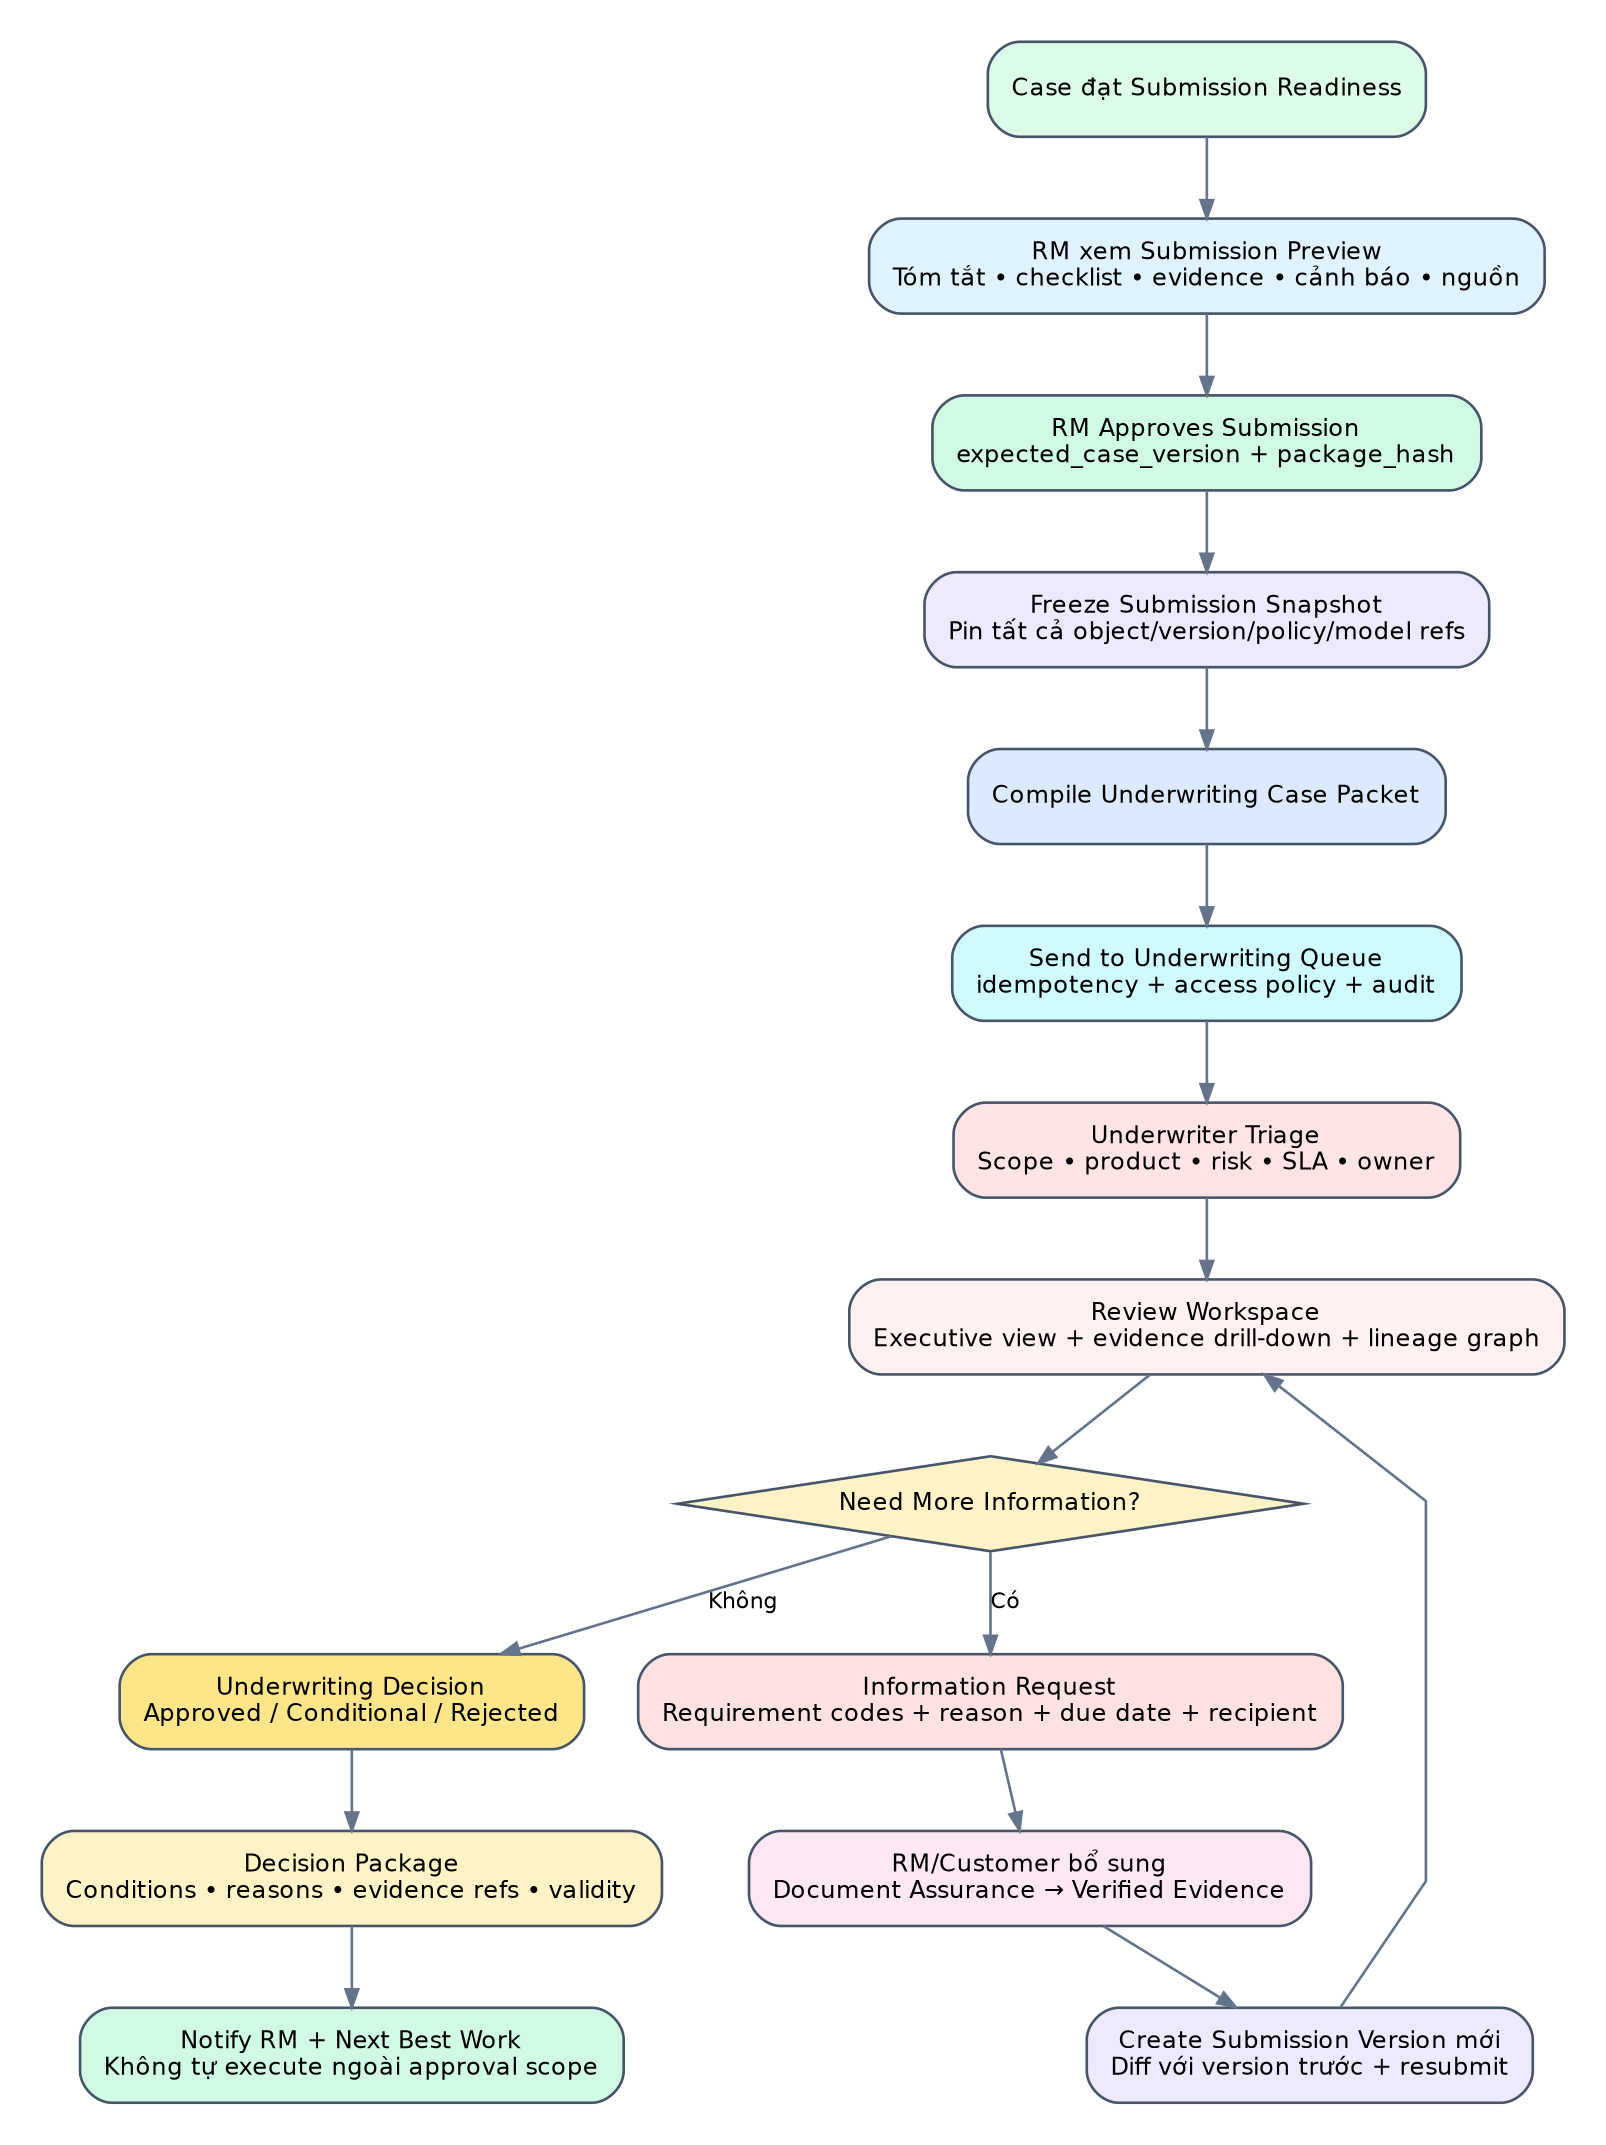 Case đạt Submission Readiness
RM xem Submission Preview
Tóm tắt • checklist • evidence • cảnh báo • nguồn
RM Approves Submission
expected_case_version + package_hash
Freeze Submission Snapshot
Pin tất cả object/version/policy/model refs
Compile Underwriting Case Packet
Send to Underwriting Queue
idempotency + access policy + audit
Underwriter Triage
Scope • product • risk • SLA • owner
Review Workspace
Executive view + evidence drill-down + lineage graph
Need More Information?
Không
Có
Underwriting Decision
Approved / Conditional / Rejected
Information Request
Requirement codes + reason + due date + recipient
Decision Package
Conditions • reasons • evidence refs • validity
RM/Customer bổ sung
Document Assurance → Verified Evidence
Notify RM + Next Best Work
Không tự execute ngoài approval scope
Create Submission Version mới
Diff với version trước + resubmit